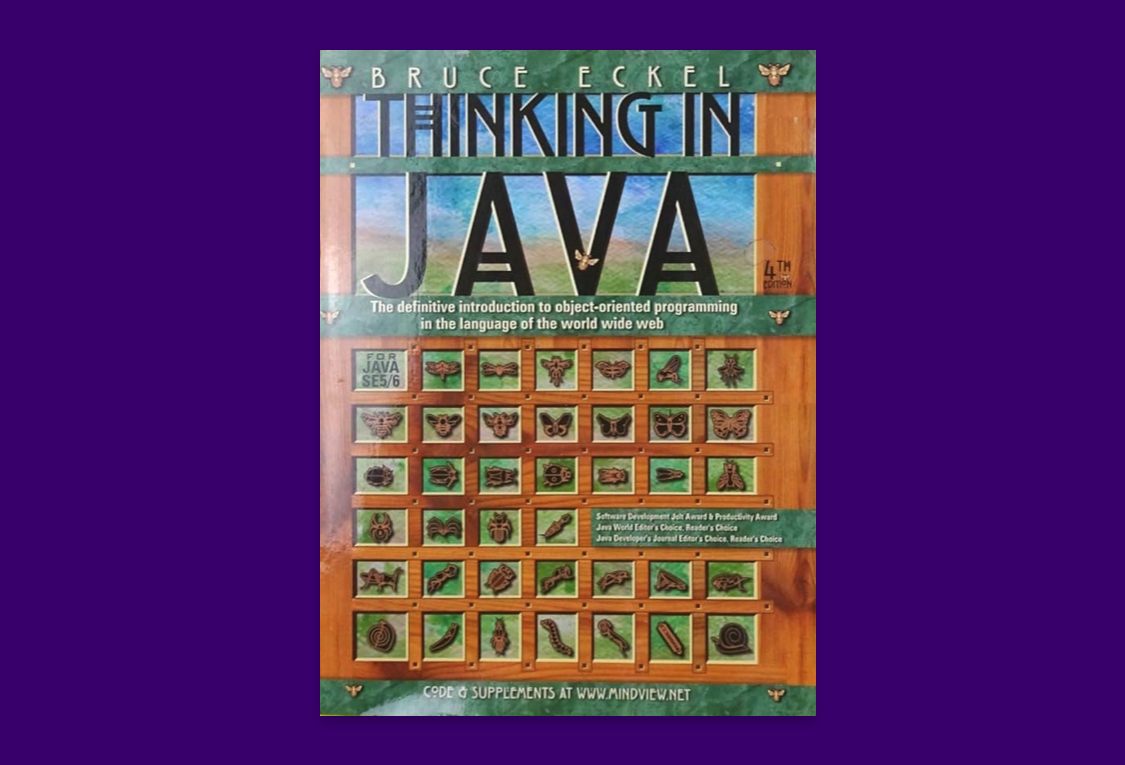 BRUCE ECKEL
THINKING IN
JAVA
4TH
EDITION
The definitive introduction to object-oriented programming
in the language of the world wide web
FOR
JAVA
SE5/6
Software Development Jolt Award & Productivity Award
Java World Editor's Choice, Reader's Choice
Java Developer's Journal Editor's Choice, Reader's Choice
CODE & SUPPLEMENTS AT WWW.MINDVIEW.NET